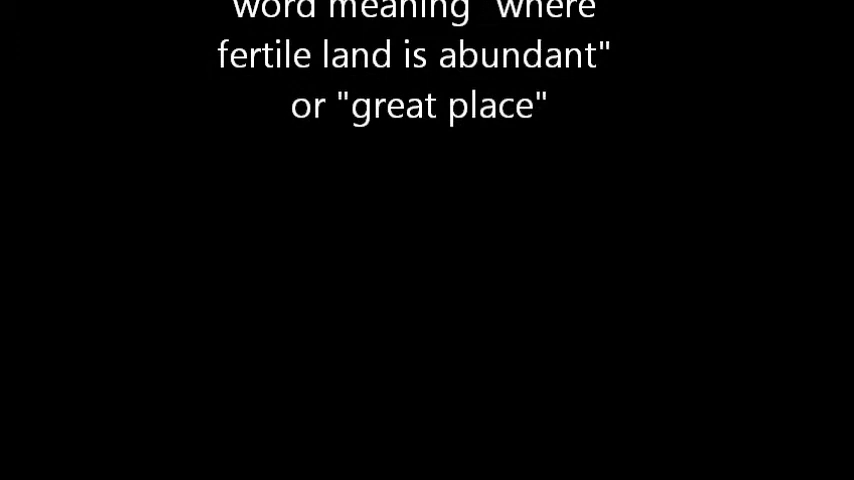 word meaning "where
fertile land is abundant"
or "great place"